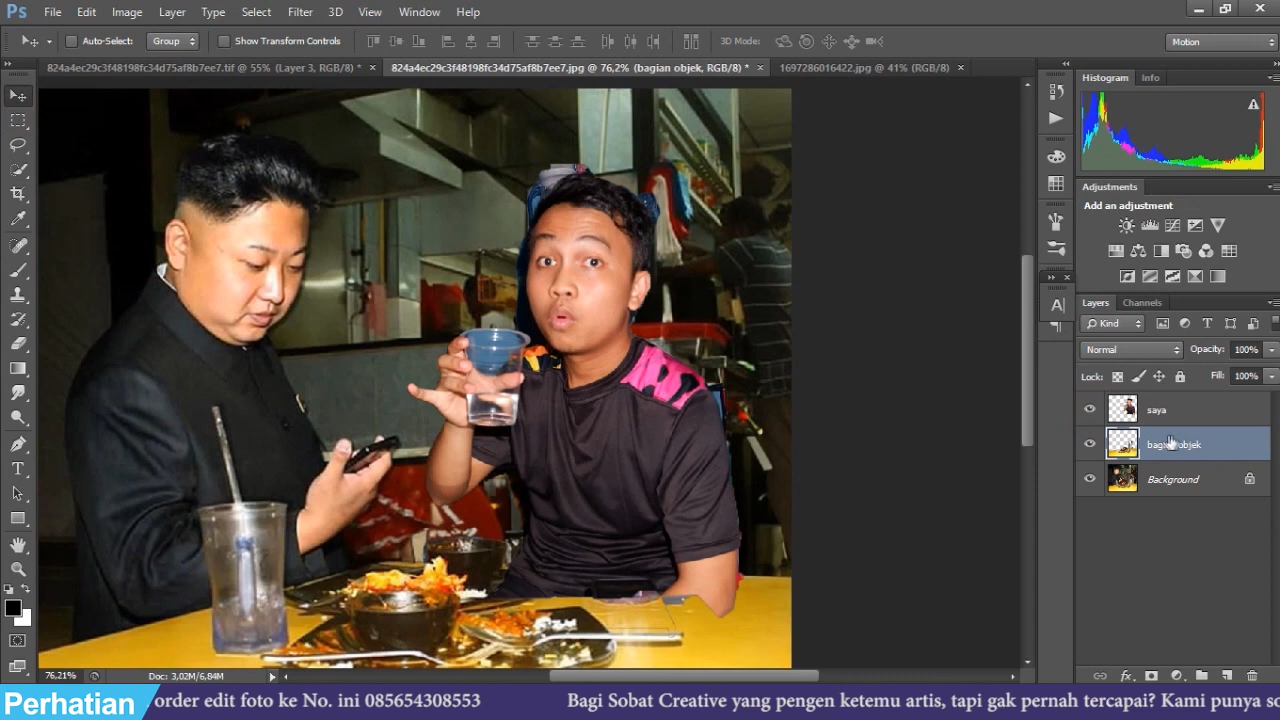 Ps File Edit Image Layer Type Select Filter 3D View Window Help
Auto-Select: Group Show Transform Controls 3D Mode: Motion
824a4ec29c3f48198fc34d75af8b7ee7.tif @ 55% (Layer 3, RGB/8) * × 824a4ec29c3f48198fc34d75af8b7ee7.jpg @ 76,2% (bagian objek, RGB/8) * × 1697286016422.jpg @ 41% (RGB/8) ×
Histogram Info
Adjustments
Add an adjustment
Layers Channels
Kind
Normal Opacity: 100%
Lock: Fill: 100%
saya
objek
Background
76,21% Doc: 3,02M/6,84M
Perhatian order edit foto ke No. ini 085654308553 Bagi Sobat Creative yang pengen ketemu artis, tapi gak pernah tercapai? Kami punya